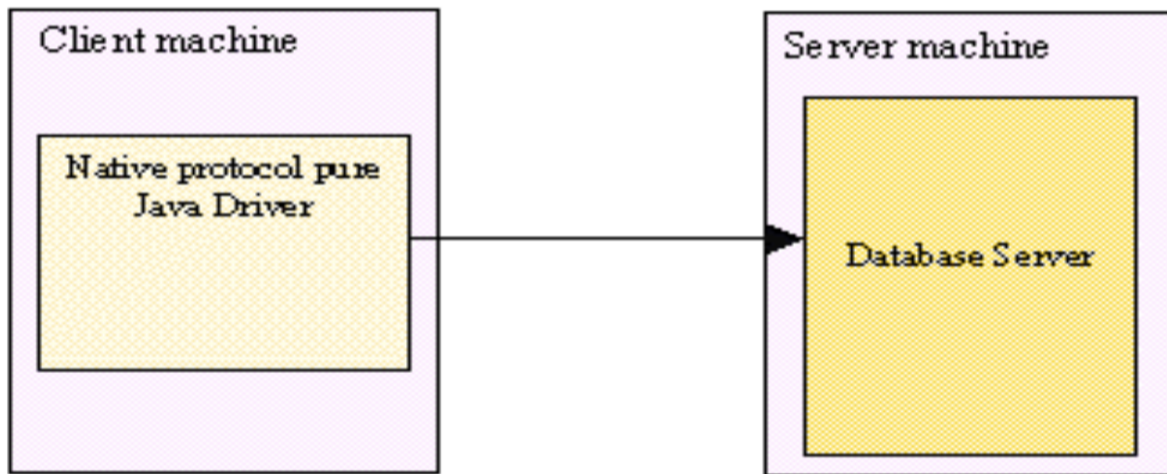 Client machine
Native protocol pure
Java Driver
Server machine
Database Server